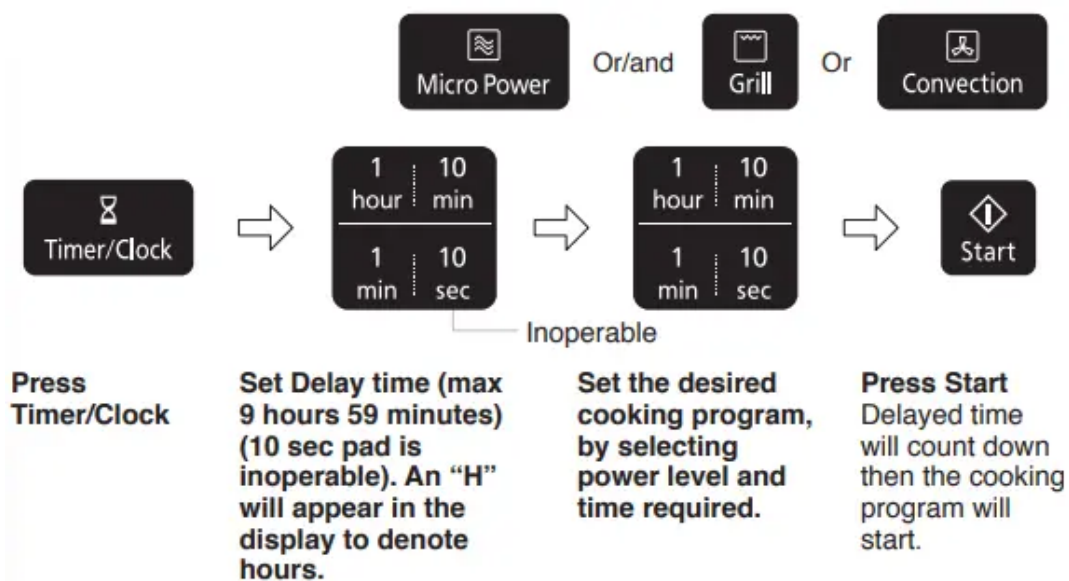 Micro Power
Or/and
Grill
Or
Convection
Timer/Clock
1 hour
10 min
1 min
10 sec
1 hour
10 min
1 min
10 sec
Start
Inoperable
Press
Timer/Clock
Set Delay time (max
9 hours 59 minutes)
(10 sec pad is
inoperable). An “H”
will appear in the
display to denote
hours.
Set the desired
cooking program,
by selecting
power level and
time required.
Press Start
Delayed time
will count down
then the cooking
program will
start.